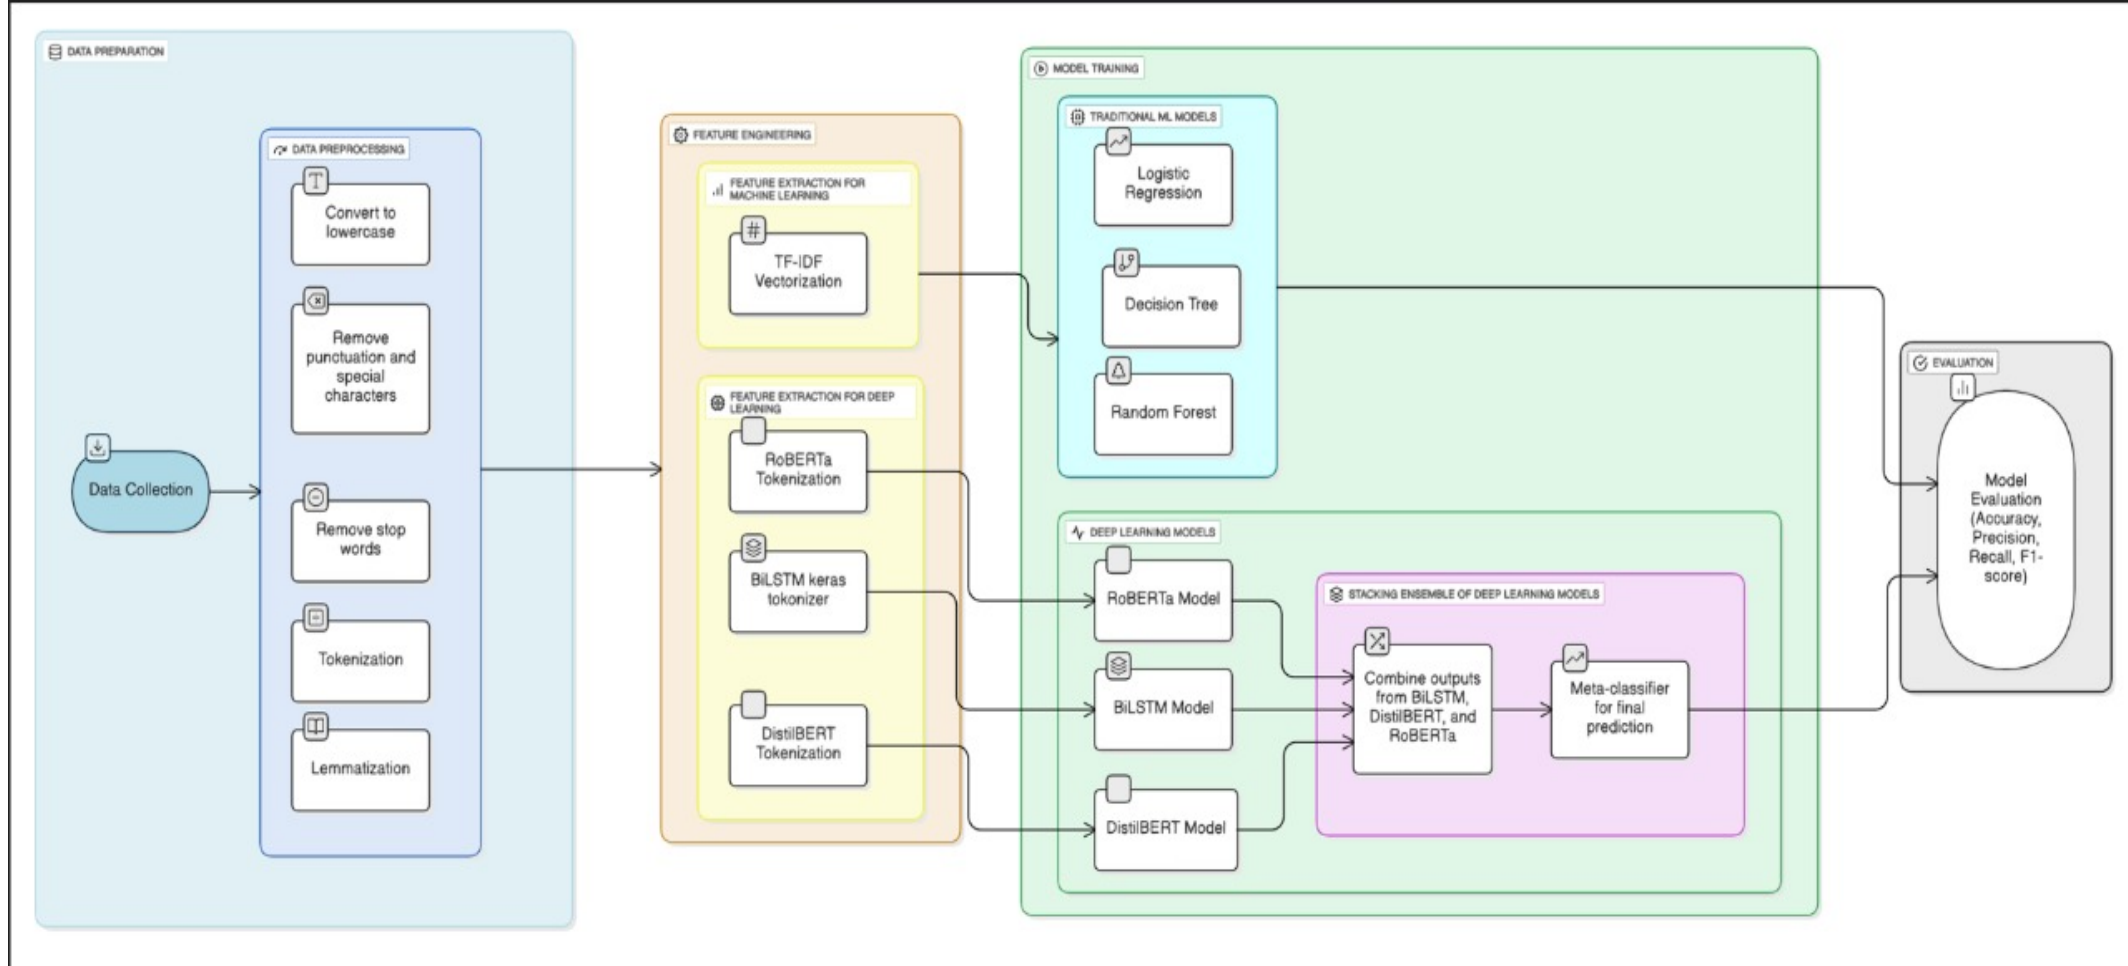 DATA PREPARATION
DATA PREPROCESSING
T
Convert to
lowercase
Remove
punctuation and
special
characters
Data Collection
Remove stop
words
Tokenization
Lemmatization
FEATURE ENGINEERING
FEATURE EXTRACTION FOR
MACHINE LEARNING
#
TF-IDF
Vectorization
FEATURE EXTRACTION FOR DEEP
LEARNING
RoBERTa
Tokenization
BiLSTM keras
tokonizer
DistilBERT
Tokenization
MODEL TRAINING
TRADITIONAL ML MODELS
Logistic
Regression
Decision Tree
Random Forest
DEEP LEARNING MODELS
RoBERTa Model
BiLSTM Model
DistilBERT Model
STACKING ENSEMBLE OF DEEP LEARNING MODELS
Combine outputs
from BiLSTM,
DistilBERT, and
RoBERTa
Meta-classifier
for final
prediction
EVALUATION
Model
Evaluation
(Accuracy,
Precision,
Recall, F1-
score)